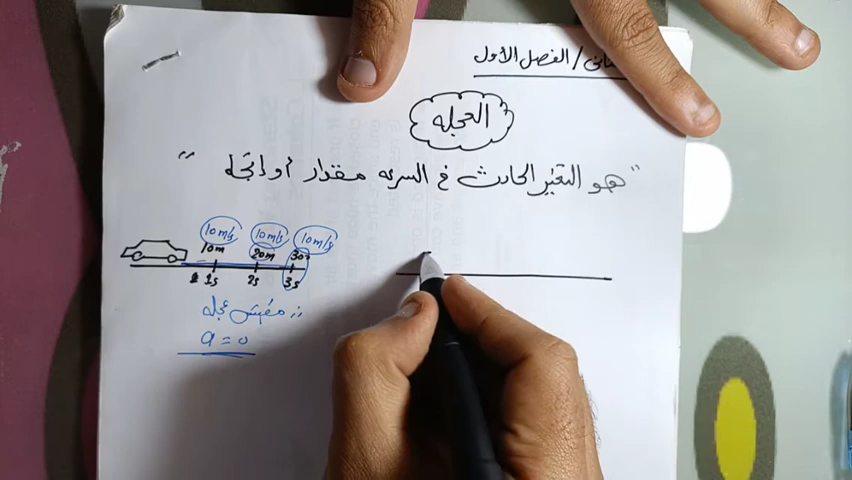 / الفصل الأول
العجله
" هو التغير الحادث في السرعه مقدار أو اتجاه "
10m/s 10m/s 10m/s
10m 20m 30
1s 2s 3s
∴ مفيش عجله
a = 0